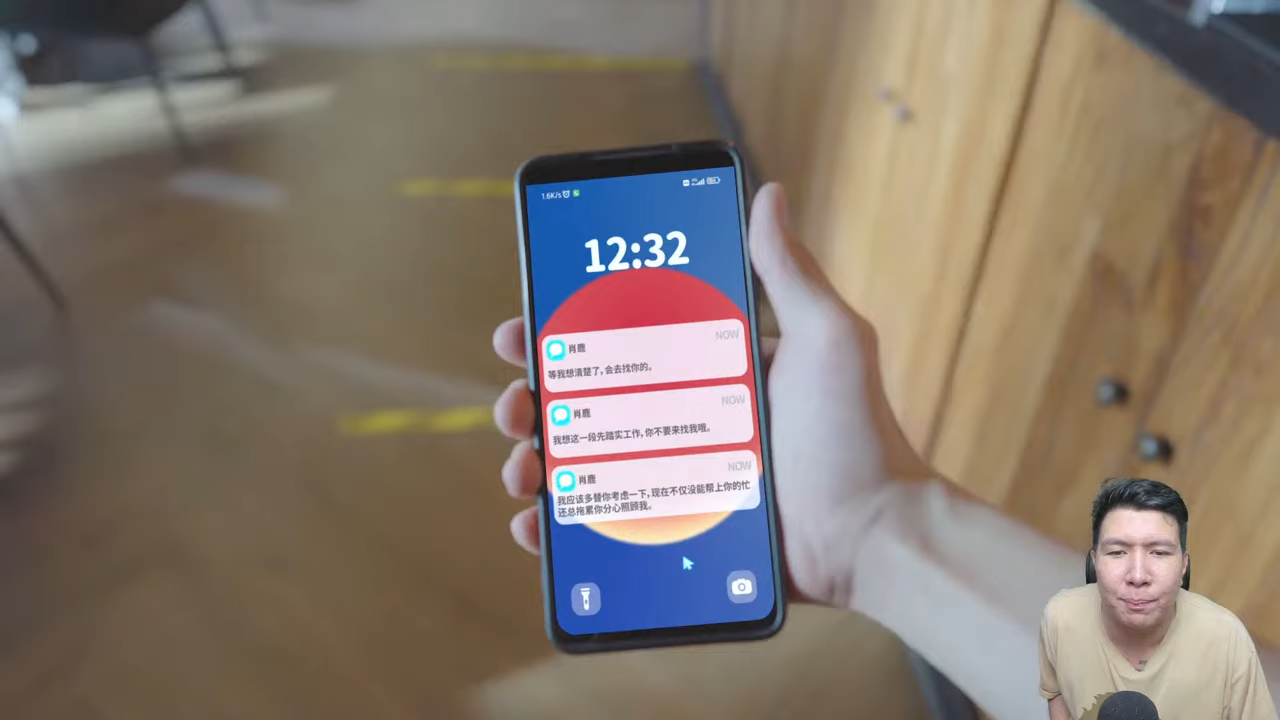 1.6K/s
12:32
肖鹿
NOW
等我想清楚了,会去找你的。
肖鹿
NOW
我想这一段先踏实工作,你不要来找我哦。
肖鹿
NOW
我应该多替你考虑一下,现在不仅没能帮上你的忙
还总拖累你分心照顾我。